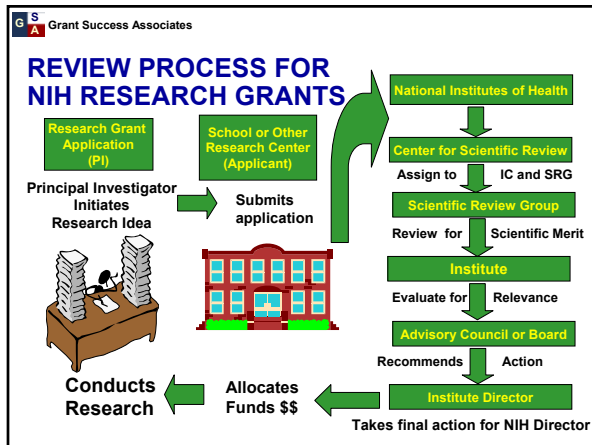 G S A Grant Success Associates
REVIEW PROCESS FOR
NIH RESEARCH GRANTS
Research Grant
Application
(PI)
Principal Investigator
Initiates
Research Idea
School or Other
Research Center
(Applicant)
Submits
application
National Institutes of Health
Center for Scientific Review
Assign to IC and SRG
Scientific Review Group
Review for Scientific Merit
Institute
Evaluate for Relevance
Advisory Council or Board
Recommends Action
Institute Director
Takes final action for NIH Director
Allocates
Funds $$
Conducts
Research